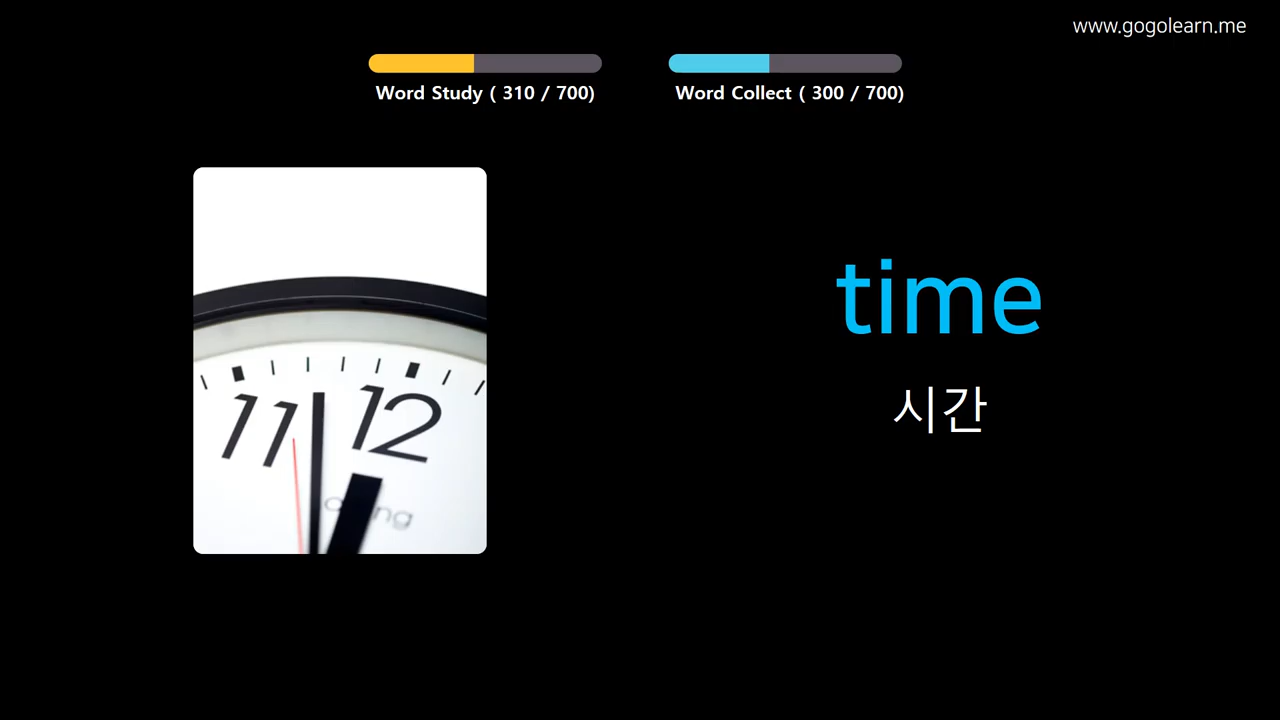 www.gogolearn.me
Word Study ( 310 / 700)
Word Collect ( 300 / 700)
11
12
time
시간